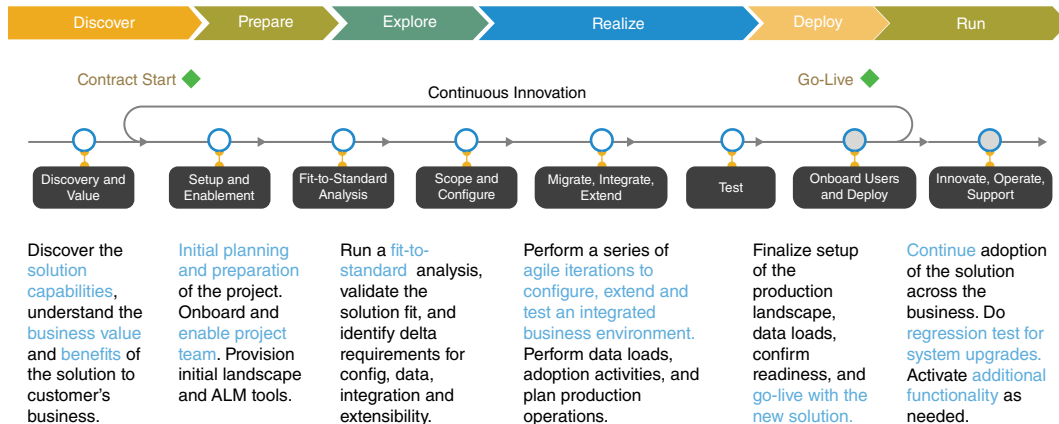 Discover
Prepare
Explore
Realize
Deploy
Run
Contract Start
Go-Live
Continuous Innovation
Discovery and
Value
Setup and
Enablement
Fit-to-Standard
Analysis
Scope and
Configure
Migrate, Integrate,
Extend
Test
Onboard Users
and Deploy
Innovate, Operate,
Support
Discover the
solution
capabilities,
understand the
business value
and benefits of
the solution to
customer’s
business.
Initial planning
and preparation
of the project.
Onboard and
enable project
team. Provision
initial landscape
and ALM tools.
Run a fit-to-
standard analysis,
validate the
solution fit, and
identify delta
requirements for
config, data,
integration and
extensibility.
Perform a series of
agile iterations to
configure, extend and
test an integrated
business environment.
Perform data loads,
adoption activities, and
plan production
operations.
Finalize setup
of the
production
landscape,
data loads,
confirm
readiness, and
go-live with the
new solution.
Continue adoption
of the solution
across the
business. Do
regression test for
system upgrades.
Activate additional
functionality as
needed.